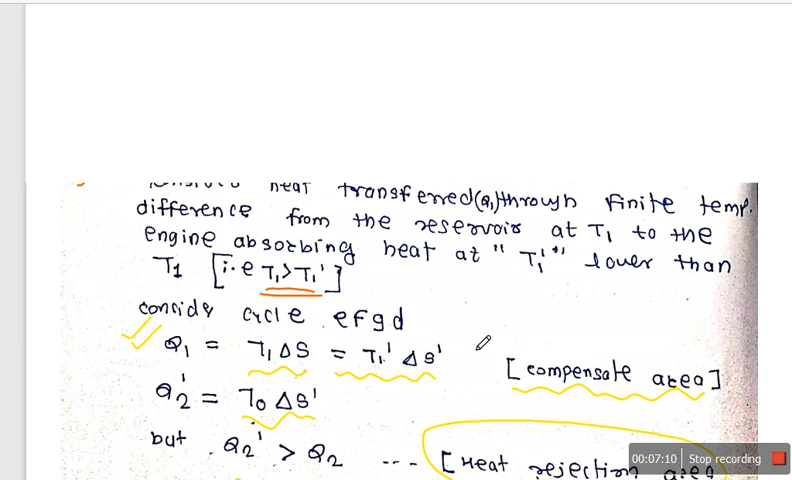 heat transferred(Q1)through Finite temp.
difference from the reservoir at T1 to the
engine absorbing heat at " T1' " lower than
T1 [i.e T1>T1']
conside cycle efgd
Q1 = T1 ΔS = T1' ΔS'
[compensate area]
Q2' = T0 ΔS'
but Q2' > Q2 --- [Heat rejection area
00:07:10 Stop recording